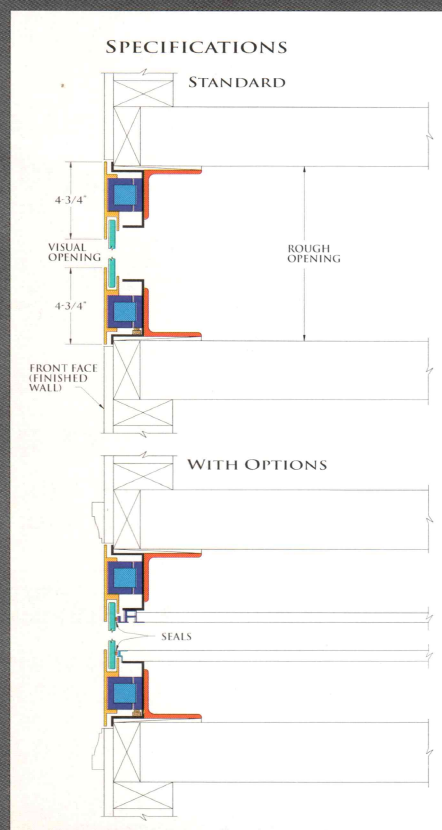 SPECIFICATIONS
STANDARD
4-3/4"
VISUAL
OPENING
ROUGH
OPENING
4-3/4"
FRONT FACE
(FINISHED
WALL)
WITH OPTIONS
SEALS